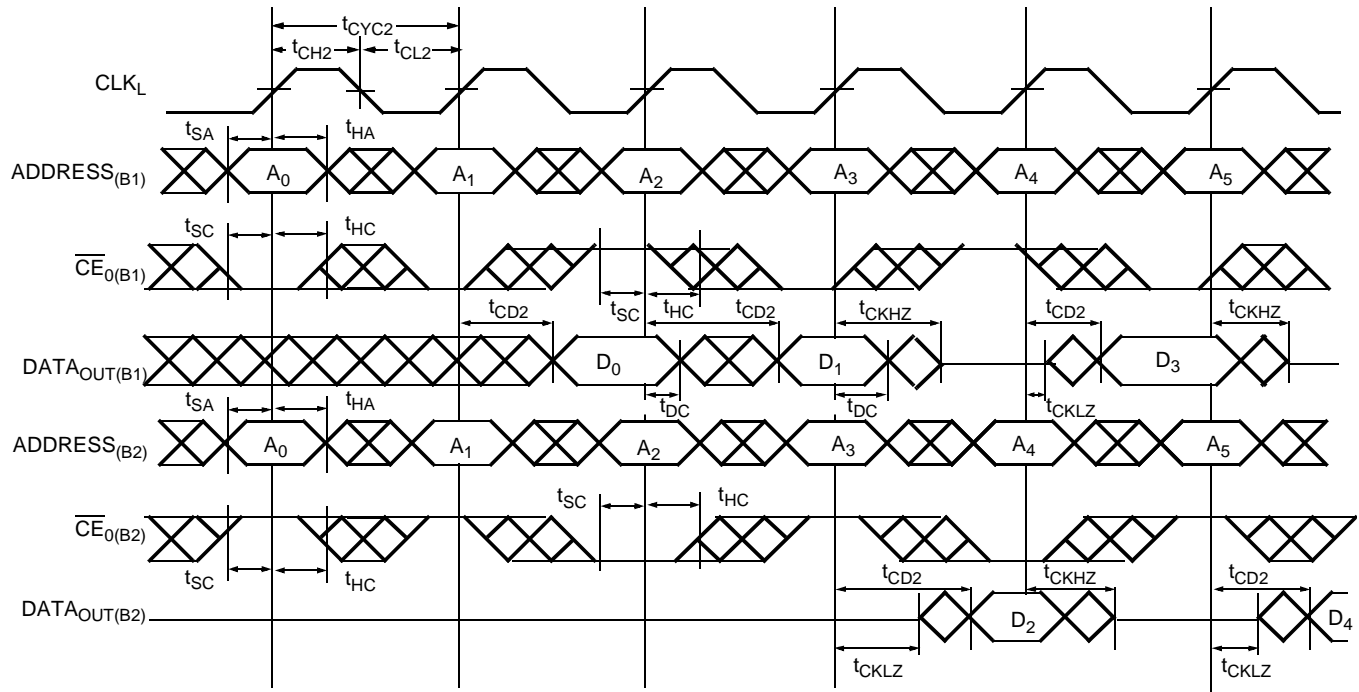 tCYC2
tCH2 tCL2
CLKL
tSA tHA
ADDRESS(B1) A0 A1 A2 A3 A4 A5
tSC tHC
CE0(B1)
tSC tHC tCD2
tCD2 tCKHZ tCD2 tCKHZ
DATAOUT(B1) D0 D1 D3
tSA tHA tDC tDC tCKLZ
ADDRESS(B2) A0 A1 A2 A3 A4 A5
tSC tHC
CE0(B2)
tSC tHC tCD2 tCKHZ tCD2
DATAOUT(B2) D2 D4
tCKLZ tCKLZ